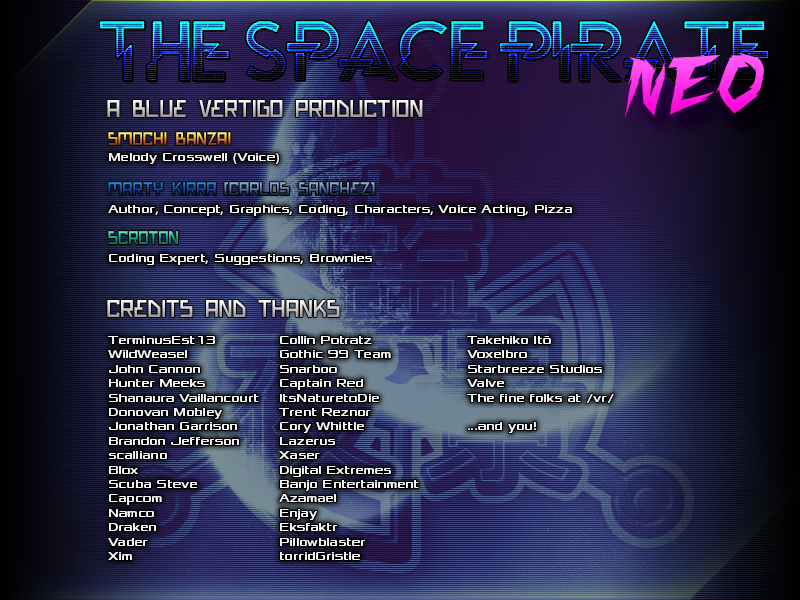 THE SPACE PIRATE
NEO
A BLUE VERTIGO PRODUCTION
SMOCHI BANZAI
Melody Crosswell (Voice)
MARTY KIRRA (CARLOS SANCHEZ)
Author, Concept, Graphics, Coding, Characters, Voice Acting, Pizza
SCROTON
Coding Expert, Suggestions, Brownies
CREDITS AND THANKS
TerminusEst13
WildWeasel
John Cannon
Hunter Meeks
Shanaura Vaillancourt
Donovan Mobley
Jonathan Garrison
Brandon Jefferson
scalliano
Blox
Scuba Steve
Capcom
Namco
Draken
Vader
Xim
Collin Potratz
Gothic 99 Team
Snarboo
Captain Red
ItsNaturetoDie
Trent Reznor
Cory Whittle
Lazerus
Xaser
Digital Extremes
Banjo Entertainment
Azamael
Enjay
Eksfaktr
Pillowblaster
torridGristle
Takehiko Itō
Voxelbro
Starbreeze Studios
Valve
The fine folks at /vr/
...and you!